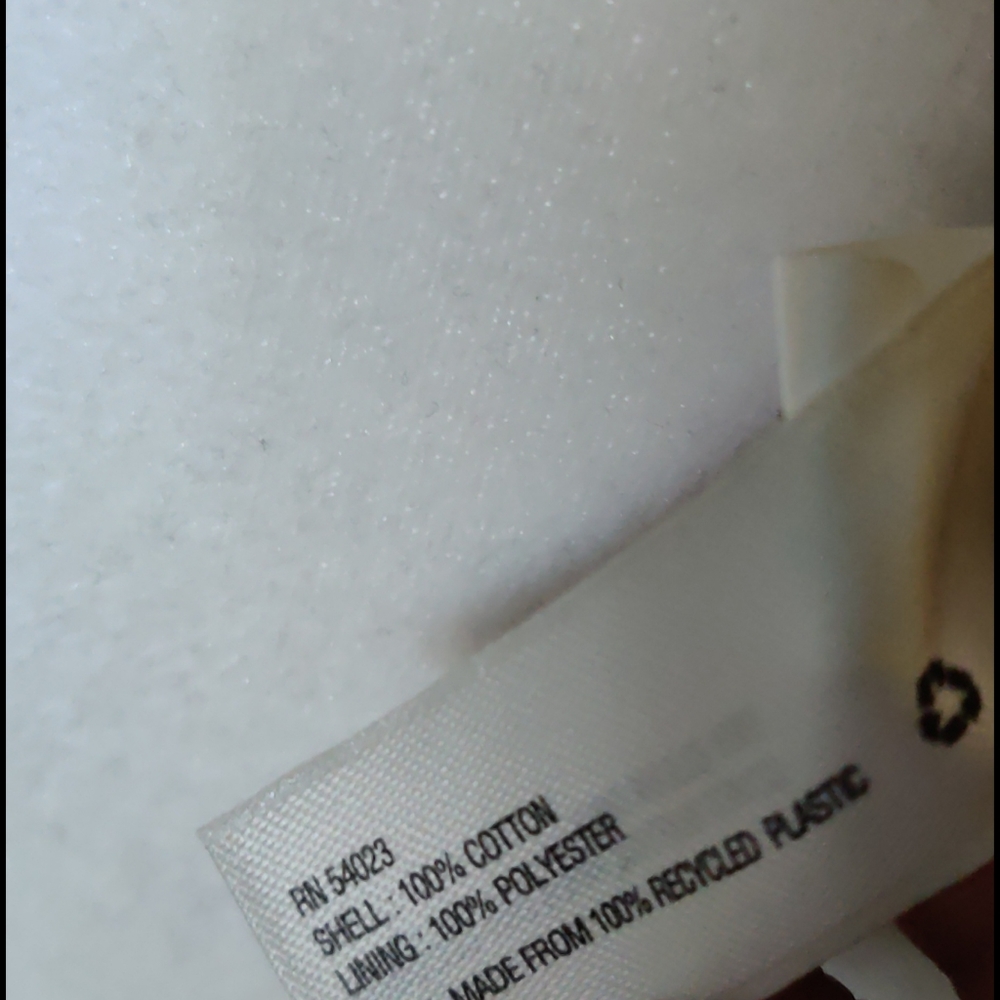 RN 54023
SHELL : 100% COTTON
LINING : 100% POLYESTER
MADE FROM 100% RECYCLED PLASTIC